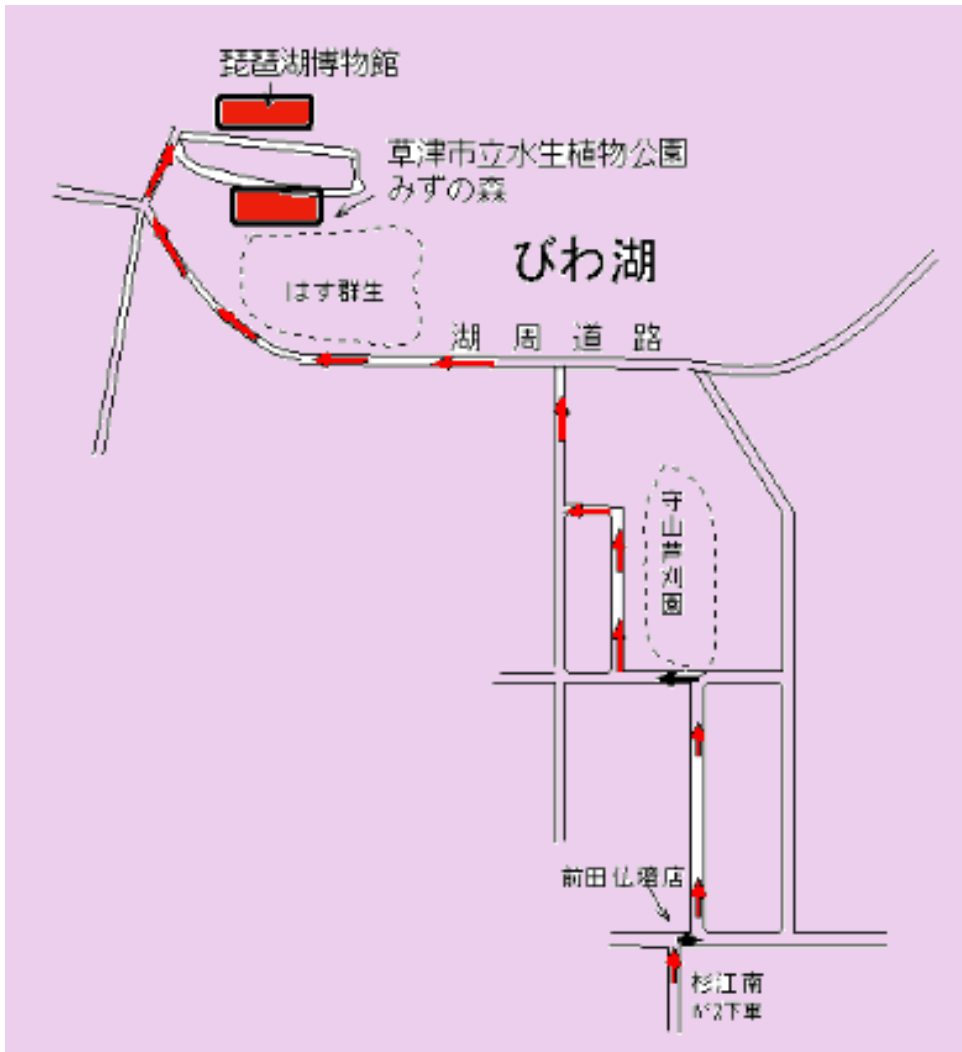 琵琶湖博物館
草津市立水生植物公園
みずの森
びわ湖
はす群生
湖周道路
守山芦刈園
前田仏壇店
杉江南
バス下車